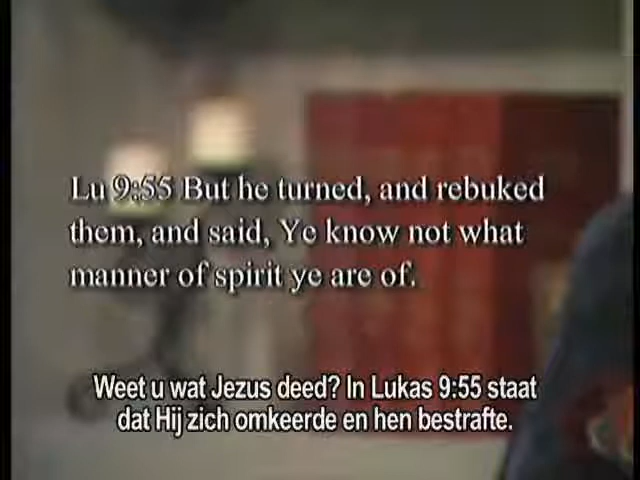 Lu 9:55 But he turned, and rebuked
them, and said, Ye know not what
manner of spirit ye are of.
Weet u wat Jezus deed? In Lukas 9:55 staat
dat Hij zich omkeerde en hen bestrafte.